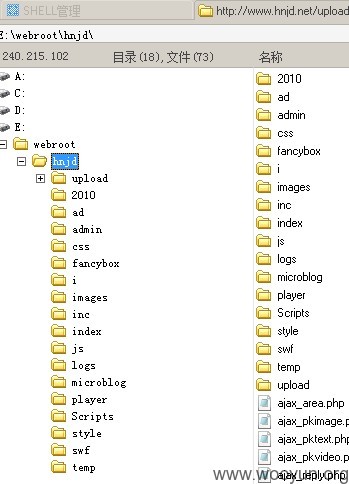 SHELL管理
http://www.hnjd.net/upload
E:\webroot\hnjd\
240.215.102
目录(18),文件(73)
名称
A:
C:
D:
E:
webroot
hnjd
upload
2010
ad
admin
css
fancybox
i
images
inc
index
js
logs
microblog
player
Scripts
style
swf
temp
2010
ad
admin
css
fancybox
i
images
inc
index
js
logs
microblog
player
Scripts
style
swf
temp
upload
ajax_area.php
ajax_pkimage.php
ajax_pktext.php
ajax_pkvideo.php
ajax_reply.php
www.wooyun.org